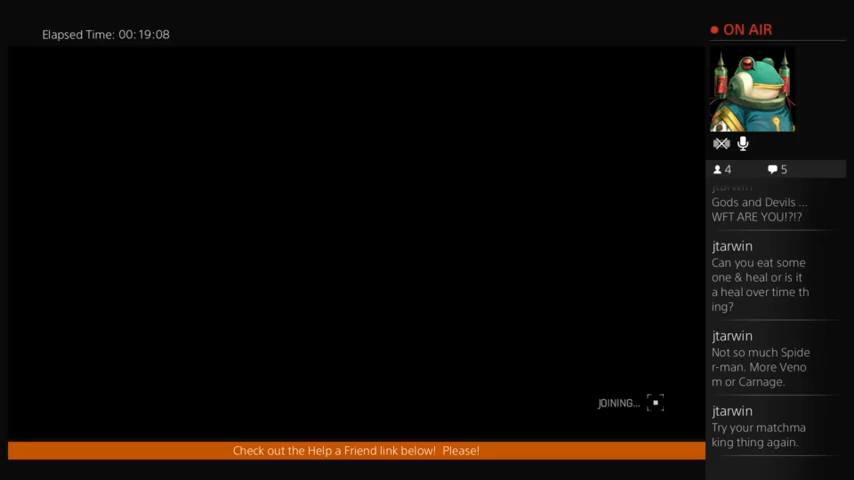 Elapsed Time: 00:19:08
ON AIR
4
5
jtarwin
Gods and Devils ...
WFT ARE YOU!?!?
jtarwin
Can you eat some
one & heal or is it
a heal over time th
ing?
jtarwin
Not so much Spide
r-man. More Veno
m or Carnage.
jtarwin
Try your matchma
king thing again.
JOINING...
Check out the Help a Friend link below! Please!